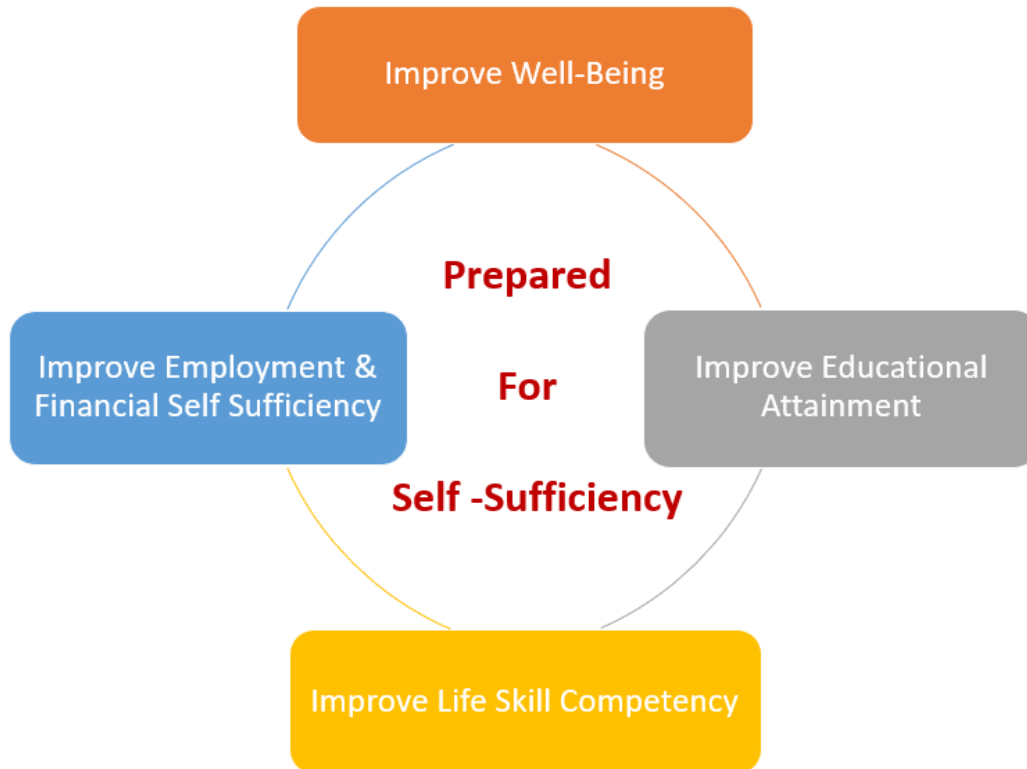 Improve Well-Being
Prepared
For
Self -Sufficiency
Improve Employment &
Financial Self Sufficiency
Improve Educational
Attainment
Improve Life Skill Competency